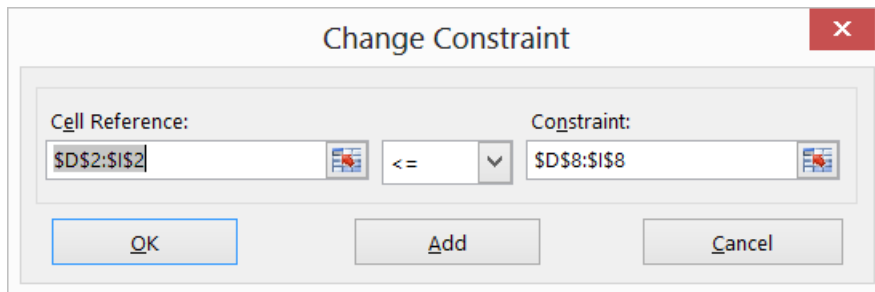 Change Constraint
Cell Reference: Constraint:
$D$2:$I$2 <= $D$8:$I$8
OK Add Cancel